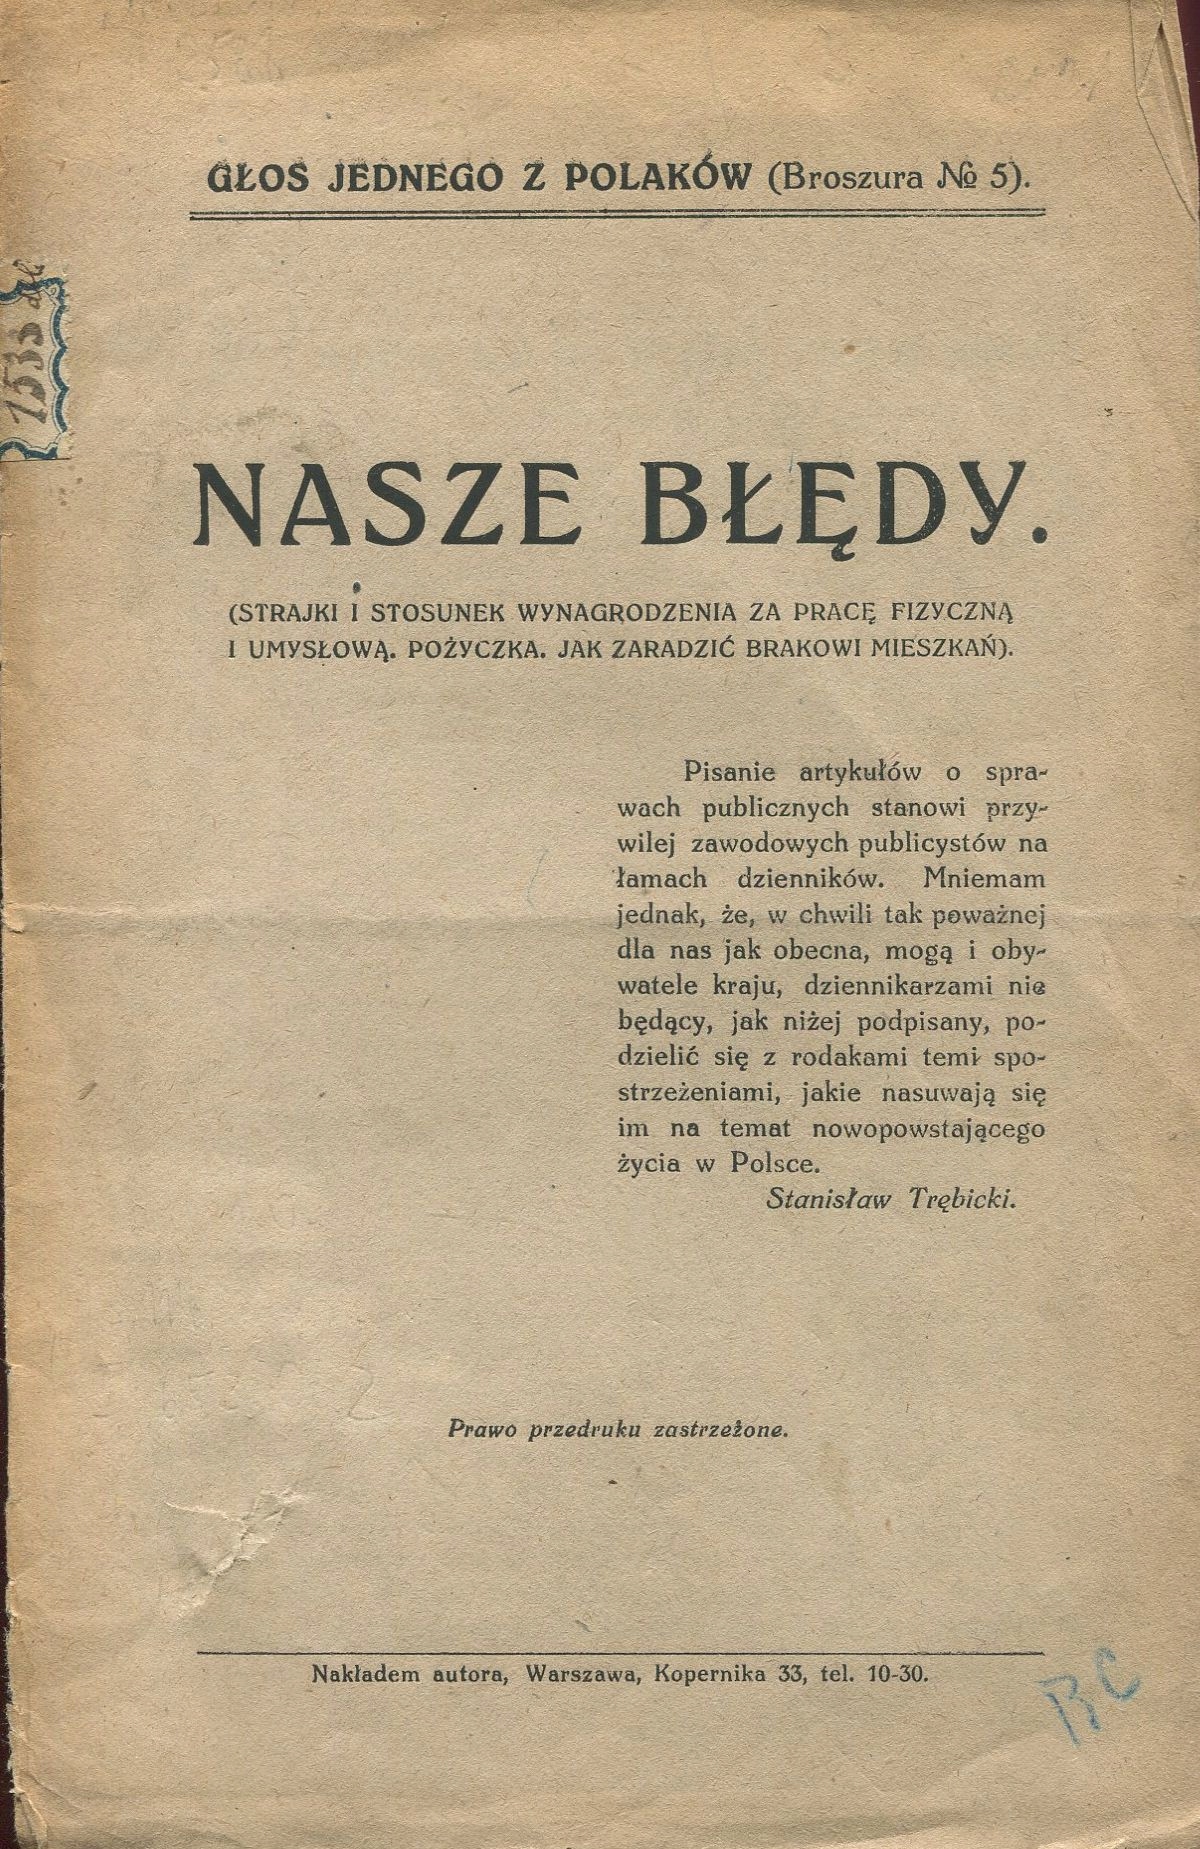 GŁOS JEDNEGO Z POLAKÓW (Broszura № 5).
1533
NASZE BŁĘDY.
(STRAJKI I STOSUNEK WYNAGRODZENIA ZA PRACĘ FIZYCZNĄ
I UMYSŁOWĄ. POŻYCZKA. JAK ZARADZIĆ BRAKOWI MIESZKAŃ).
Pisanie artykułów o spra-
wach publicznych stanowi przy-
wilej zawodowych publicystów na
łamach dzienników. Mniemam
jednak, że, w chwili tak poważnej
dla nas jak obecna, mogą i oby-
watele kraju, dziennikarzami nie
będący, jak niżej podpisany, po-
dzielić się z rodakami temi spo-
strzeżeniami, jakie nasuwają się
im na temat nowopowstającego
życia w Polsce.
Stanisław Trębicki.
Prawo przedruku zastrzeżone.
Nakładem autora, Warszawa, Kopernika 33, tel. 10-30.
BC